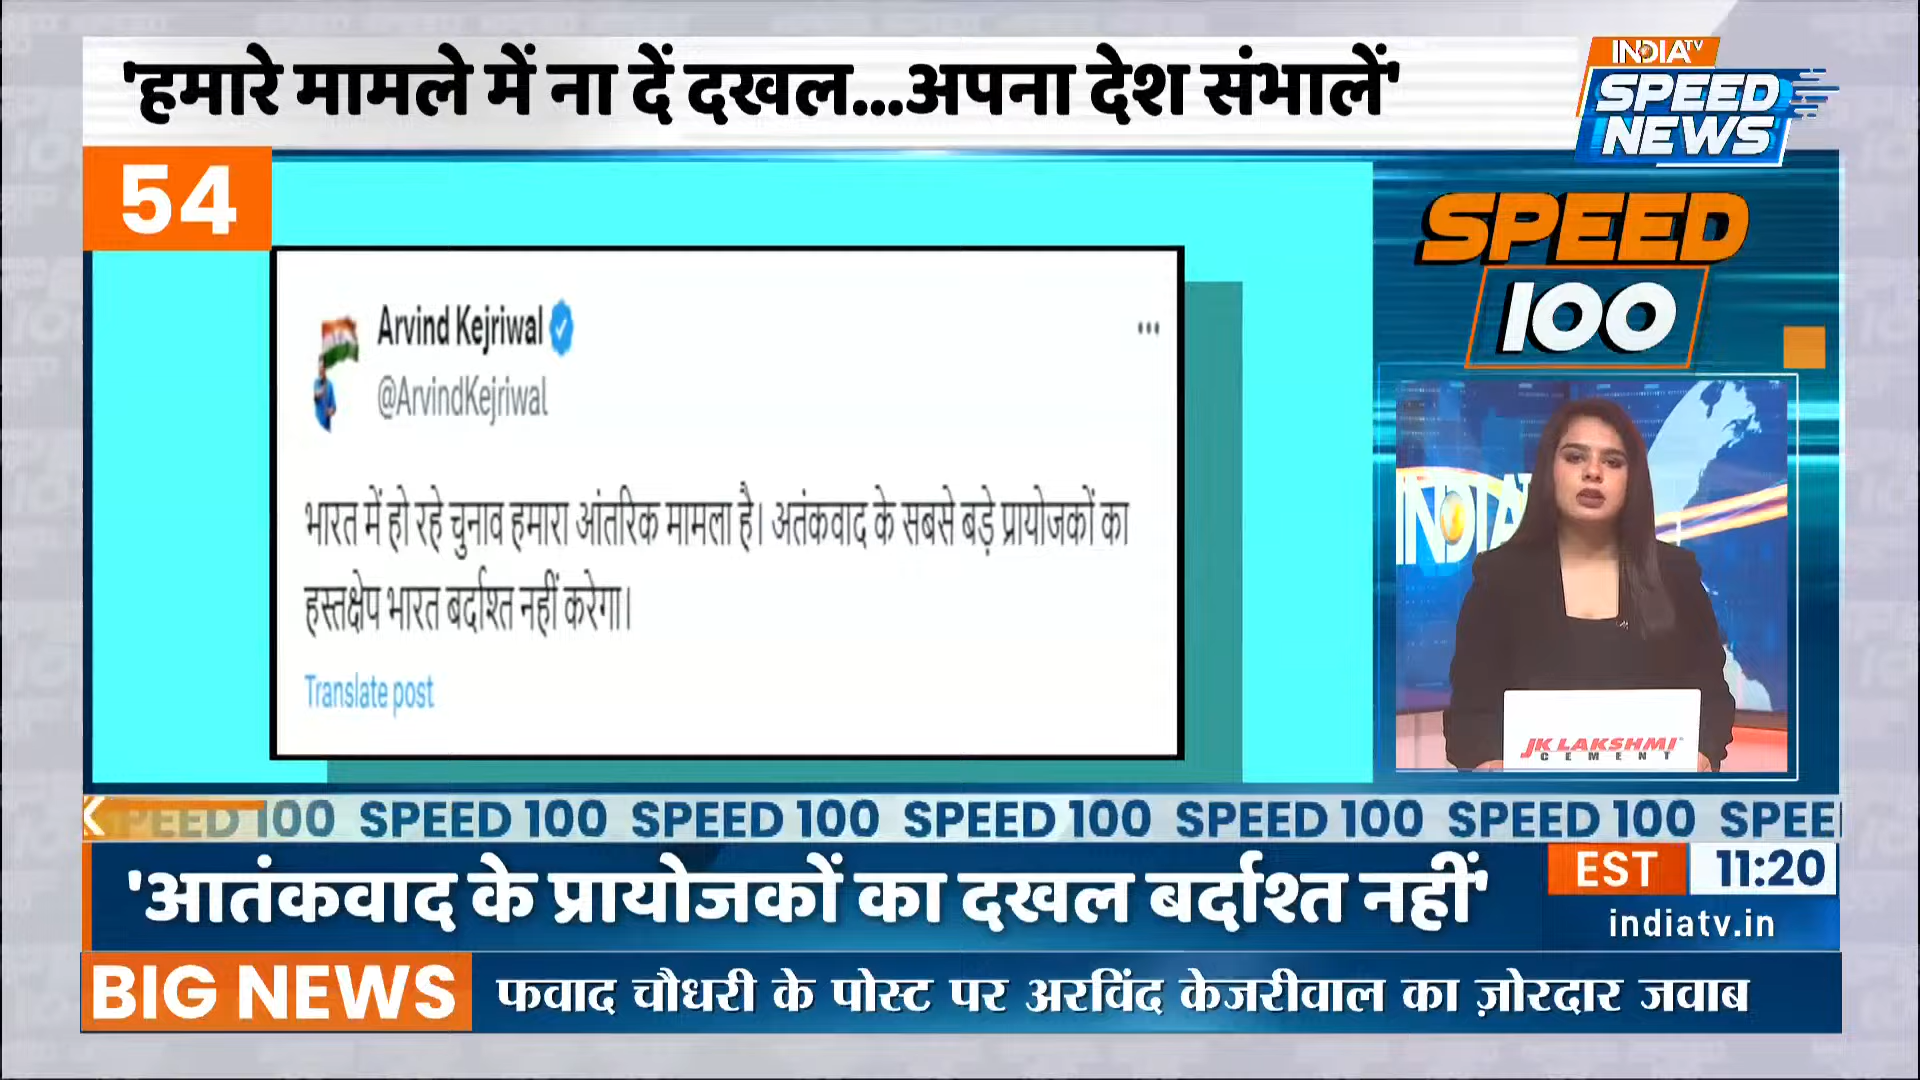 'हमारे मामले में ना दें दखल...अपना देश संभालें'
INDIA TV
SPEED
NEWS
54
SPEED
100
Arvind Kejriwal
@ArvindKejriwal
भारत में हो रहे चुनाव हमारा आंतरिक मामला है। अतंकवाद के सबसे बड़े प्रायोजकों का
हस्तक्षेप भारत बर्दाश्त नहीं करेगा।
Translate post
INDIA
JK LAKSHMI
CEMENT
PEED 100 SPEED 100 SPEED 100 SPEED 100 SPEED 100 SPEED 100 SPEE
'आतंकवाद के प्रायोजकों का दखल बर्दाश्त नहीं'
EST 11:20
indiatv.in
BIG NEWS
फवाद चौधरी के पोस्ट पर अरविंद केजरीवाल का ज़ोरदार जवाब